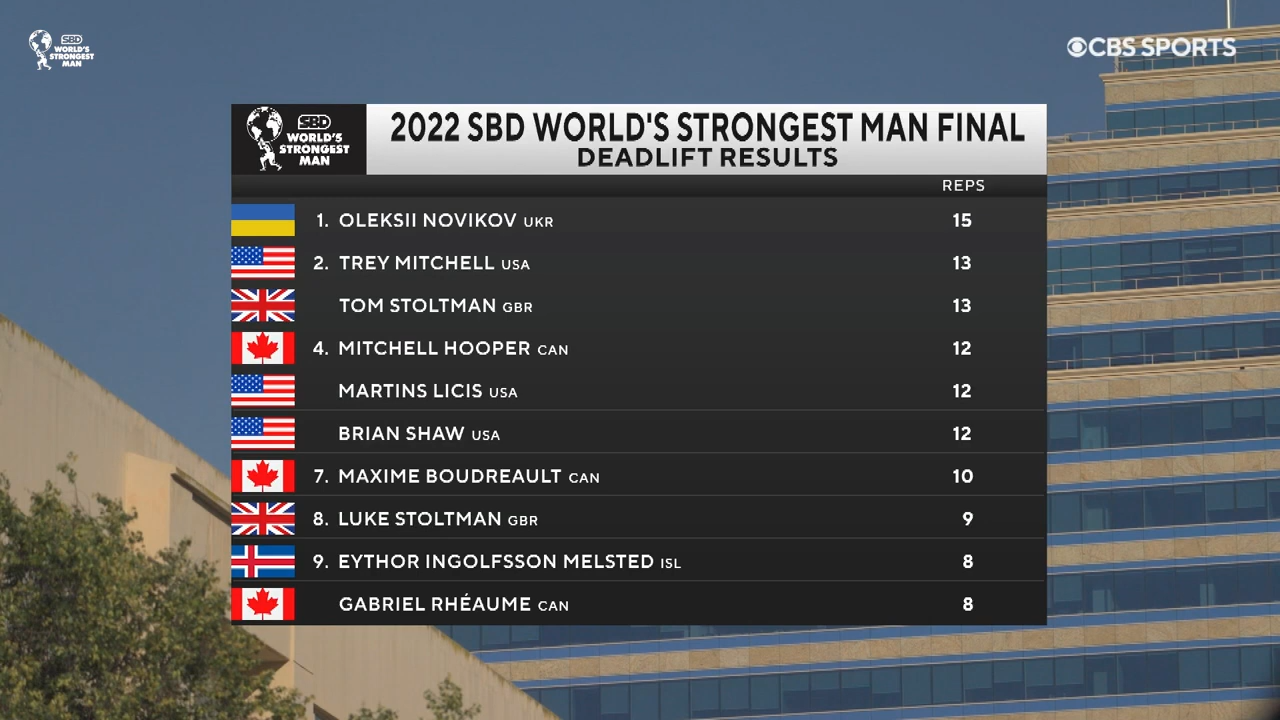 SBD
WORLD'S
STRONGEST
MAN
CBS SPORTS
SBD
WORLD'S
STRONGEST
MAN
2022 SBD WORLD'S STRONGEST MAN FINAL
DEADLIFT RESULTS
REPS
1. OLEKSII NOVIKOV UKR 15
2. TREY MITCHELL USA 13
TOM STOLTMAN GBR 13
4. MITCHELL HOOPER CAN 12
MARTINS LICIS USA 12
BRIAN SHAW USA 12
7. MAXIME BOUDREAULT CAN 10
8. LUKE STOLTMAN GBR 9
9. EYTHOR INGOLFSSON MELSTED ISL 8
GABRIEL RHÉAUME CAN 8